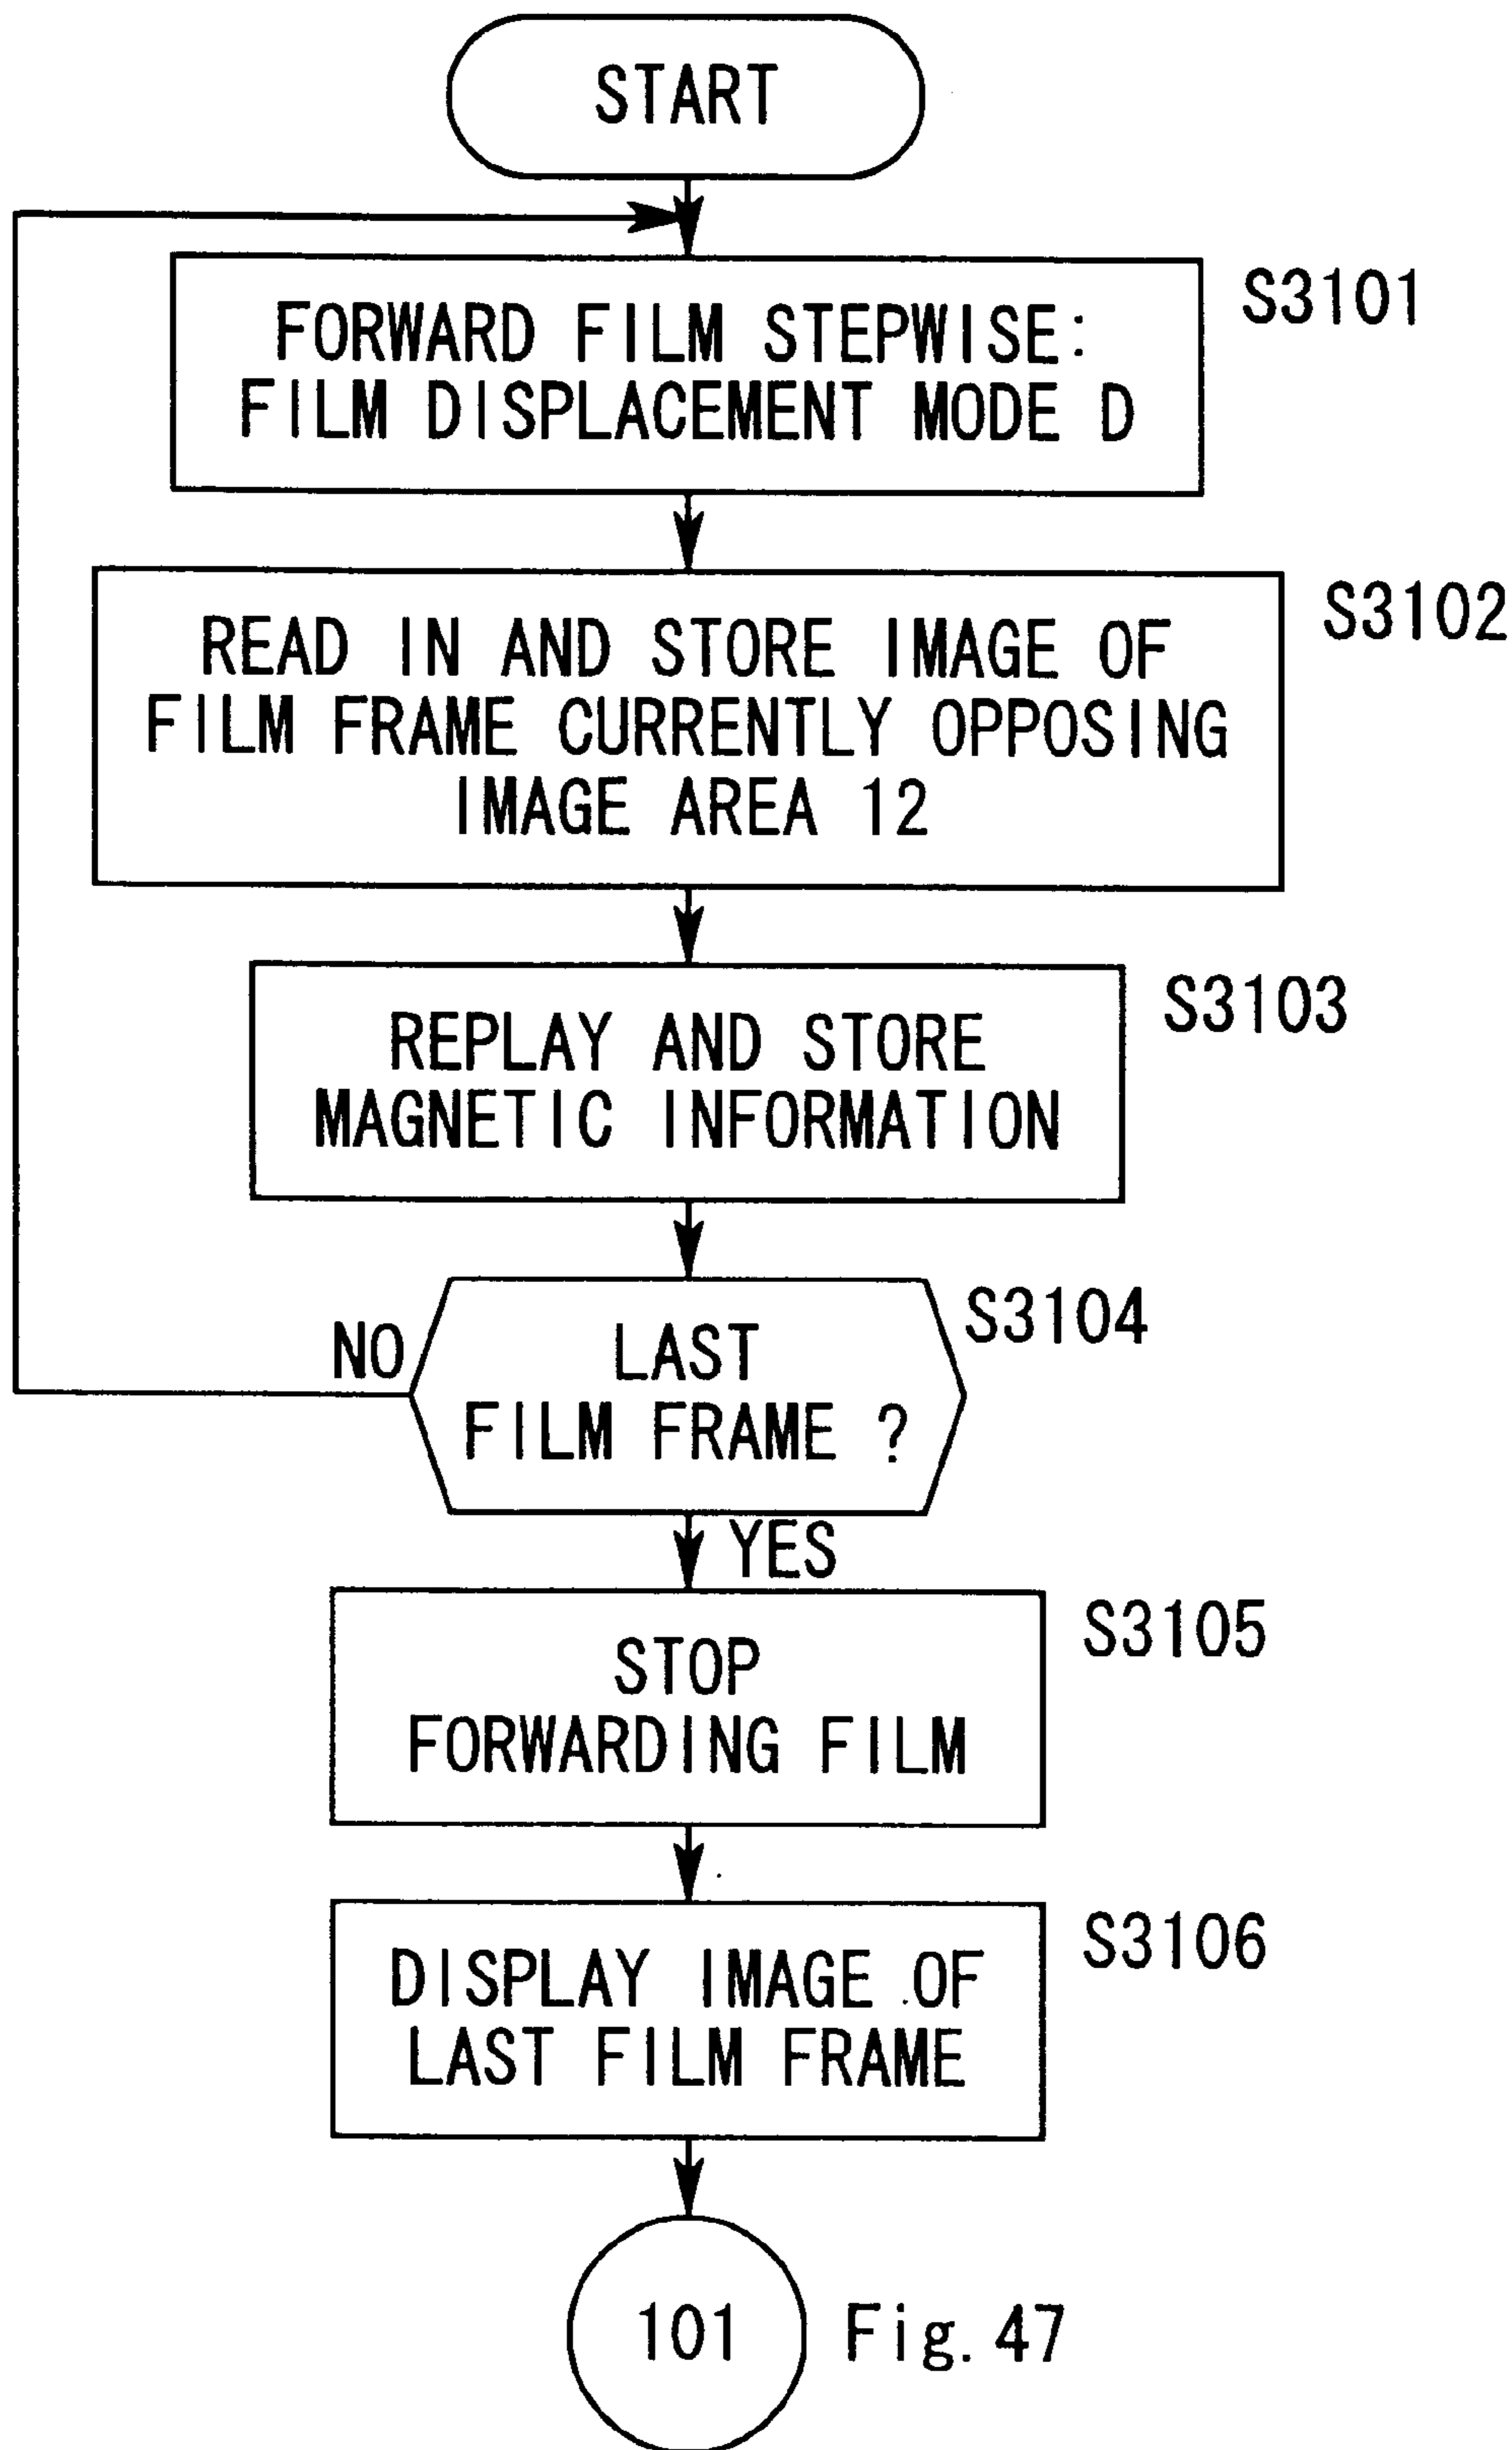 START
FORWARD FILM STEPWISE:
FILM DISPLACEMENT MODE D
S3101
READ IN AND STORE IMAGE OF
FILM FRAME CURRENTLY OPPOSING
IMAGE AREA 12
S3102
REPLAY AND STORE
MAGNETIC INFORMATION
S3103
LAST
FILM FRAME ?
S3104
NO
YES
STOP
FORWARDING FILM
S3105
DISPLAY IMAGE OF
LAST FILM FRAME
S3106
101
Fig. 47